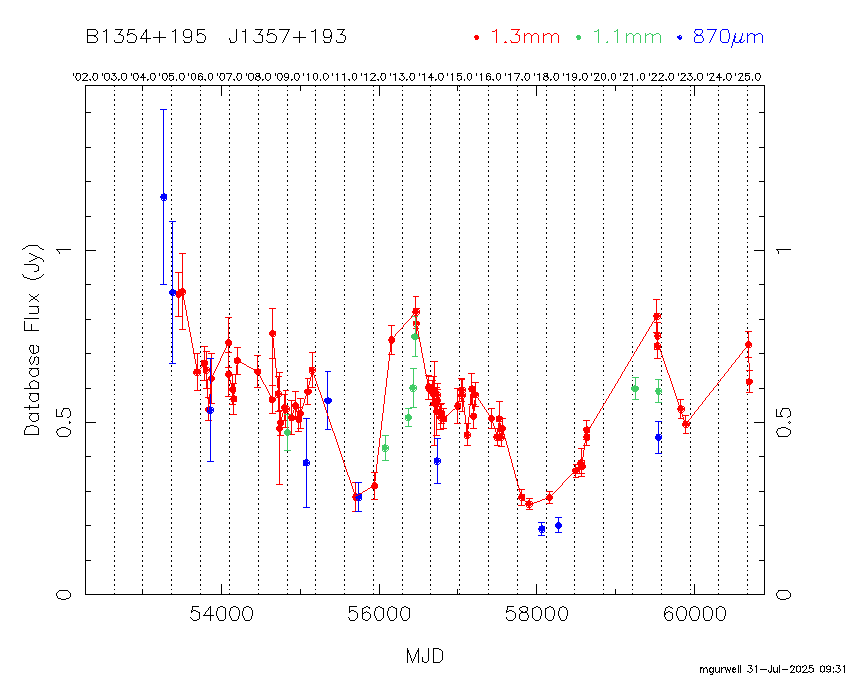 B1354+195 J1357+193 1.3mm 1.1mm 870μm
'02.0 '03.0 '04.0 '05.0 '06.0 '07.0 '08.0 '09.0 '10.0 '11.0 '12.0 '13.0 '14.0 '15.0 '16.0 '17.0 '18.0 '19.0 '20.0 '21.0 '22.0 '23.0 '24.0 '25.0
Database Flux (Jy)
1 1
0.5 0.5
0 0
54000 56000 58000 60000
MJD
mgurwell 31-Jul-2025 09:31